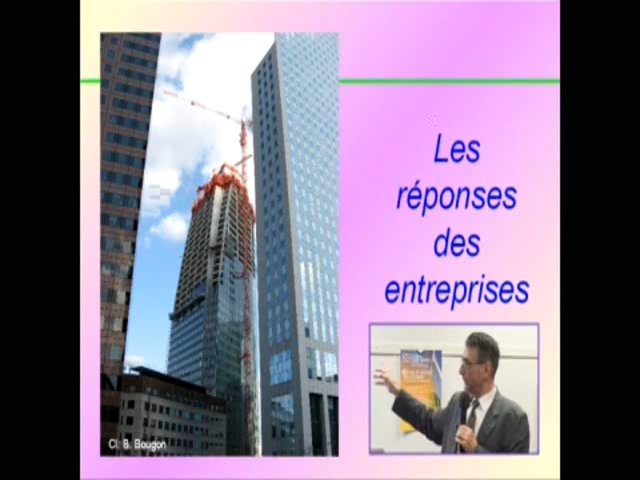 Les
réponses
des
entreprises
Cl. B. Bougon